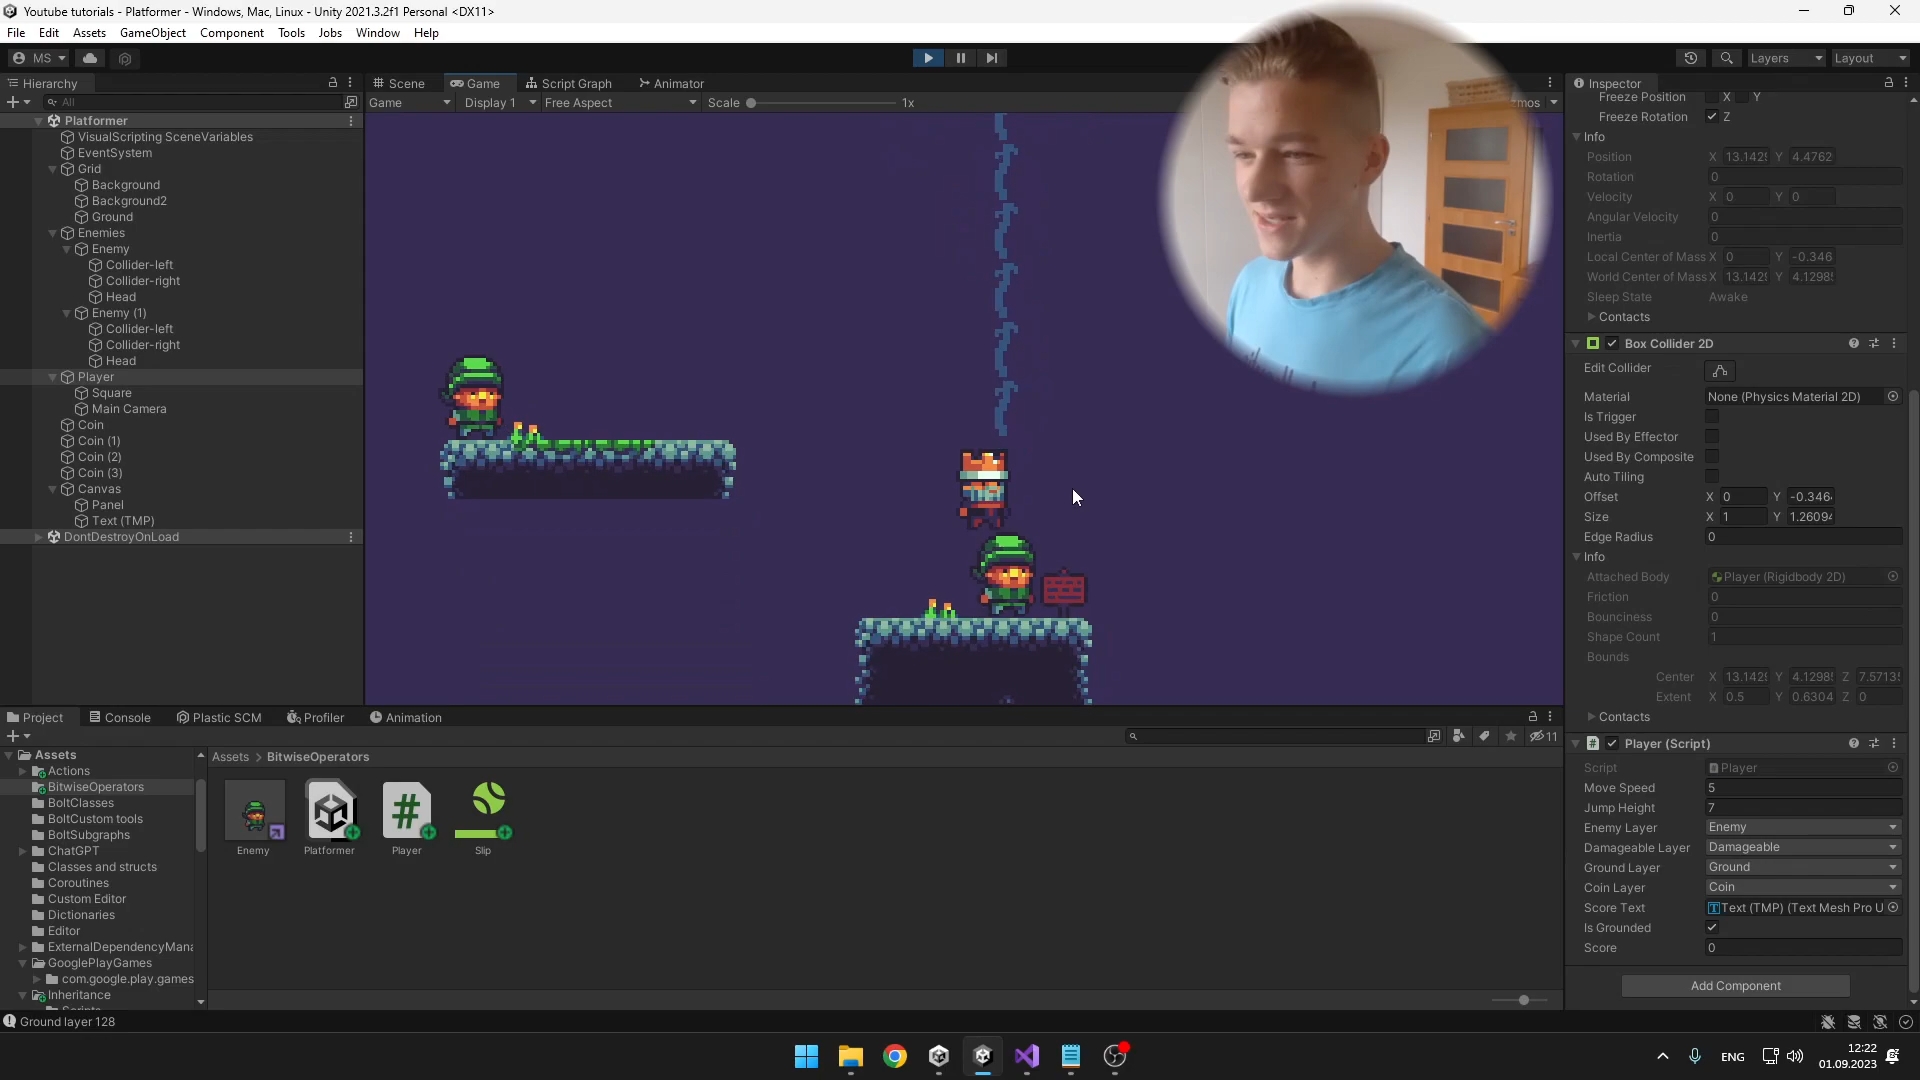 Youtube tutorials - Platformer - Windows, Mac, Linux - Unity 2021.3.2f1 Personal <DX11>
File Edit Assets GameObject Component Tools Jobs Window Help
MS
Layers
Layout
Hierarchy
All
Platformer
VisualScripting SceneVariables
EventSystem
Grid
Background
Background2
Ground
Enemies
Enemy
Collider-left
Collider-right
Head
Enemy (1)
Collider-left
Collider-right
Head
Player
Square
Main Camera
Coin
Coin (1)
Coin (2)
Coin (3)
Canvas
Panel
Text (TMP)
DontDestroyOnLoad
Scene Game Script Graph Animator
Game Display 1 Free Aspect Scale 1x
Inspector
Freeze Position X Y
Freeze Rotation Z
Info
Position X 13.142 Y 4.4762
Rotation 0
Velocity X 0 Y 0
Angular Velocity 0
Inertia 0
Local Center of Mass X 0 Y -0.346
World Center of Mass X 13.142 Y 4.1298
Sleep State Awake
Contacts
Box Collider 2D
Edit Collider
Material None (Physics Material 2D)
Is Trigger
Used By Effector
Used By Composite
Auto Tiling
Offset X 0 Y -0.346
Size X 1 Y 1.2609
Edge Radius 0
Info
Attached Body Player (Rigidbody 2D)
Friction 0
Bounciness 0
Shape Count 1
Bounds
Center X 13.142 Y 4.1298 Z 7.5713
Extent X 0.5 Y 0.6304 Z 0
Contacts
Player (Script)
Script Player
Move Speed 5
Jump Height 7
Enemy Layer Enemy
Damageable Layer Damageable
Ground Layer Ground
Coin Layer Coin
Score Text Text (TMP) (Text Mesh Pro U
Is Grounded
Score 0
Add Component
Project Console Plastic SCM Profiler Animation
11
Assets
Actions
BitwiseOperators
BoltClasses
BoltCustom tools
BoltSubgraphs
ChatGPT
Classes and structs
Coroutines
Custom Editor
Dictionaries
Editor
ExternalDependencyMana
GooglePlayGames
com.google.play.games
Inheritance
Assets > BitwiseOperators
Enemy
Platformer
Player
Slip
Ground layer 128
ENG
12:22
01.09.2023